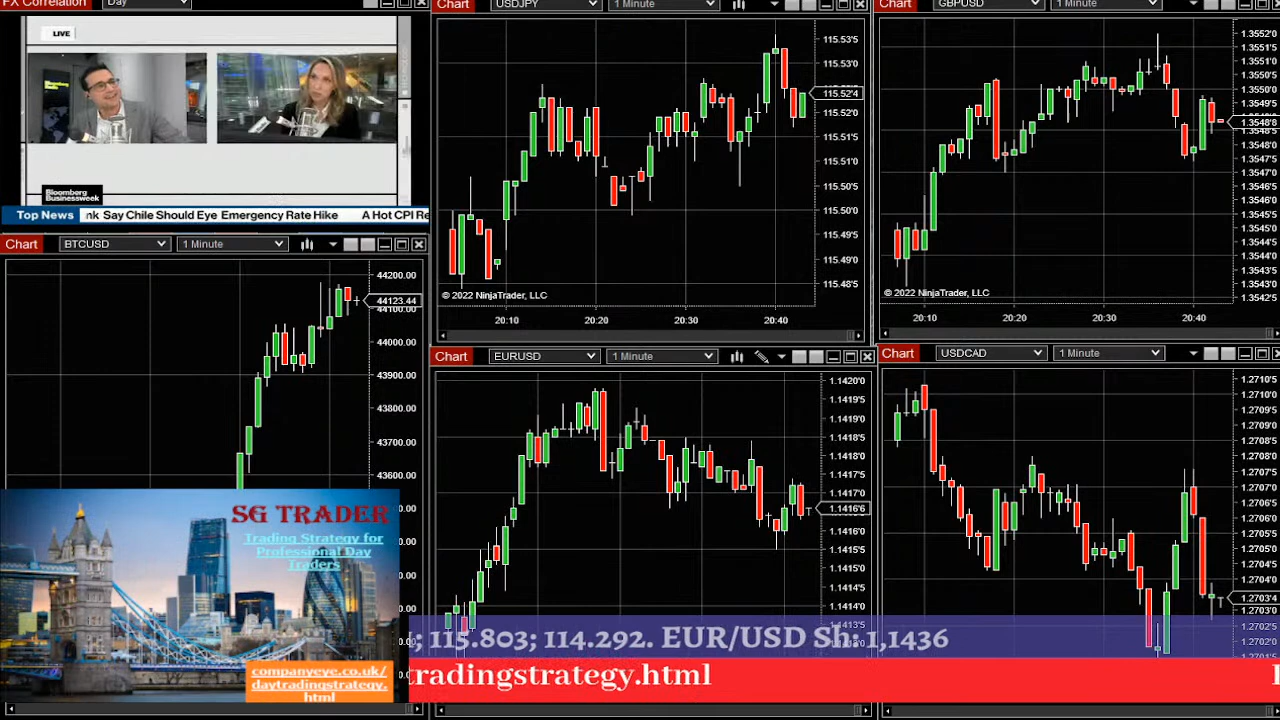 FX Correlation Day
LIVE
Bloomberg
Businessweek
Top News nk Say Chile Should Eye Emergency Rate Hike A Hot CPI Re
Chart USDJPY 1 Minute
115.53'5
115.53'0
115.52'4
115.52'0
115.51'5
115.51'0
115.50'5
115.50'0
115.49'5
115.49'0
115.48'5
© 2022 NinjaTrader, LLC
20:10 20:20 20:30 20:40
Chart GBPUSD 1 Minute
1.3552'0
1.3551'5
1.3551'0
1.3550'5
1.3550'0
1.3549'5
1.3549'0
1.3548'0
1.3547'5
1.3547'0
1.3546'5
1.3546'0
1.3545'5
1.3545'0
1.3544'5
1.3544'0
1.3543'5
1.3543'0
1.3542'5
© 2022 NinjaTrader, LLC
20:10 20:20 20:30 20:40
Chart BTCUSD 1 Minute
44200.00
44123.44
44100.00
44000.00
43900.00
43800.00
43700.00
43600.00
SG TRADER
Trading Strategy for
Professional Day
Traders
companyeye.co.uk/
daytradingstrategy.
html
Chart EURUSD 1 Minute
1.1420'0
1.1419'5
1.1419'0
1.1418'5
1.1418'0
1.1417'5
1.1417'0
1.1416'6
1.1416'0
1.1415'5
1.1415'0
1.1414'5
1.1414'0
1.1413'5
Chart USDCAD 1 Minute
1.2710'5
1.2709'5
1.2708'5
1.2708'0
1.2707'5
1.2706'5
1.2705'5
1.2705'0
1.2704'5
1.2704'0
1.2703'4
1.2703'0
1.2702'5
1.2702'0
; 115.803; 114.292. EUR/USD Sh: 1,1436
tradingstrategy.html